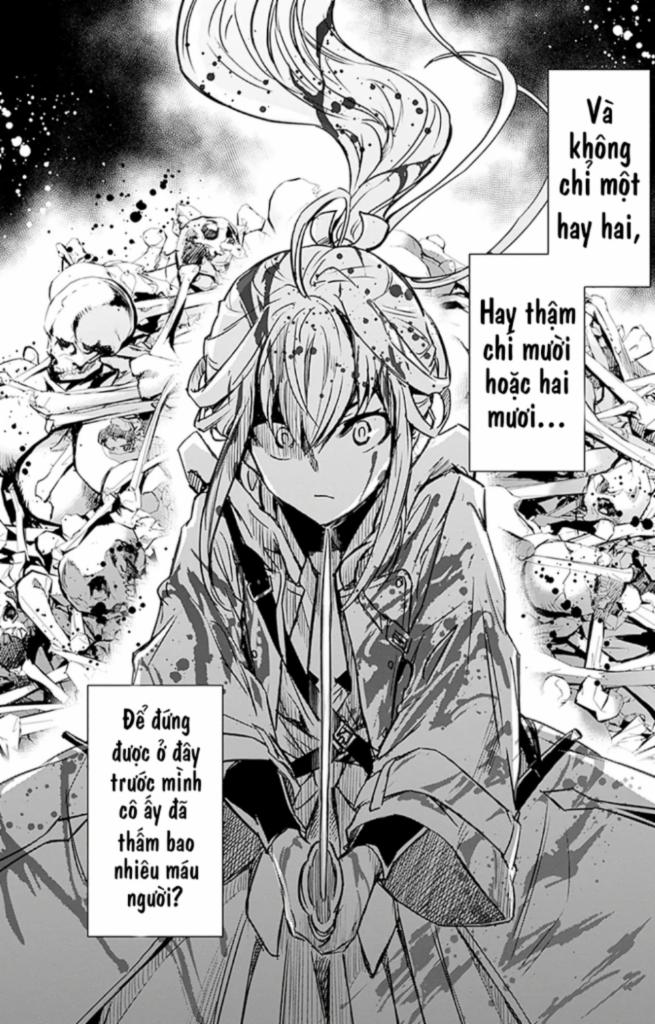 Và
không
chỉ một
hay hai,
Hay thậm
chỉ mười
hoặc hai
mươi...
Để đứng
được ở đây
trước mình
cô ấy đã
thấm bao
nhiêu máu
người?